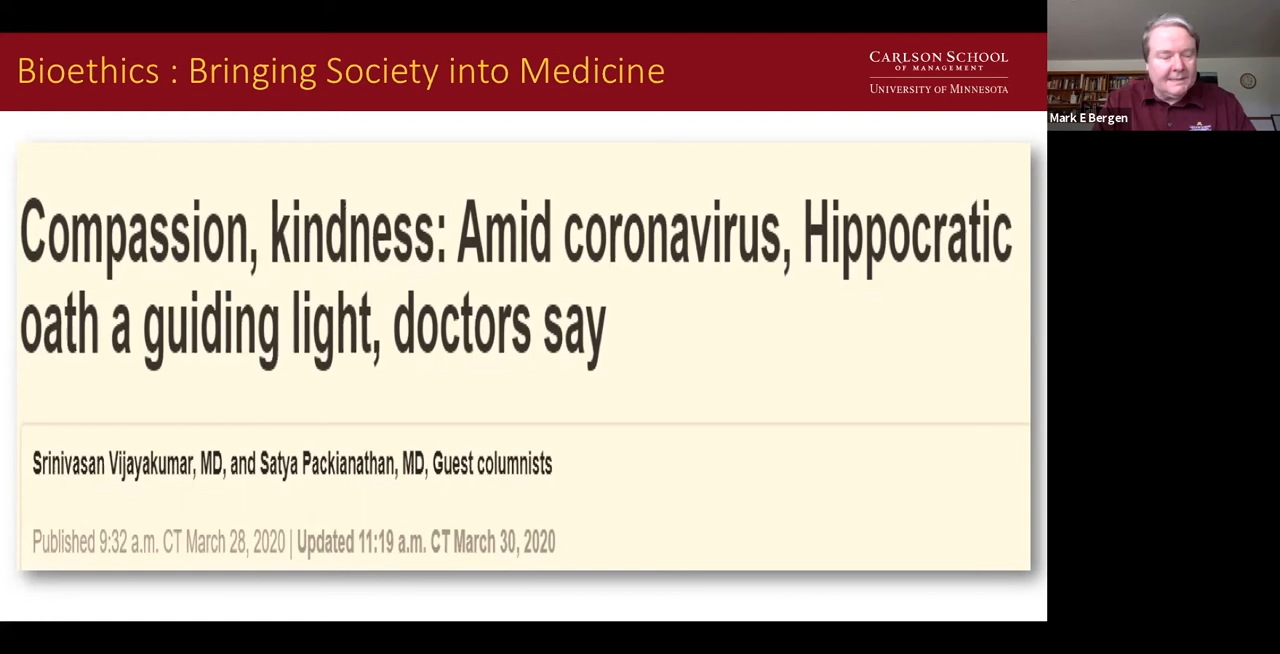 Bioethics : Bringing Society into Medicine
CARLSON SCHOOL
OF MANAGEMENT
UNIVERSITY OF MINNESOTA
Mark E Bergen
Compassion, kindness: Amid coronavirus, Hippocratic
oath a guiding light, doctors say
Srinivasan Vijayakumar, MD, and Satya Packianathan, MD, Guest columnists
Published 9:32 a.m. CT March 28, 2020 | Updated 11:19 a.m. CT March 30, 2020